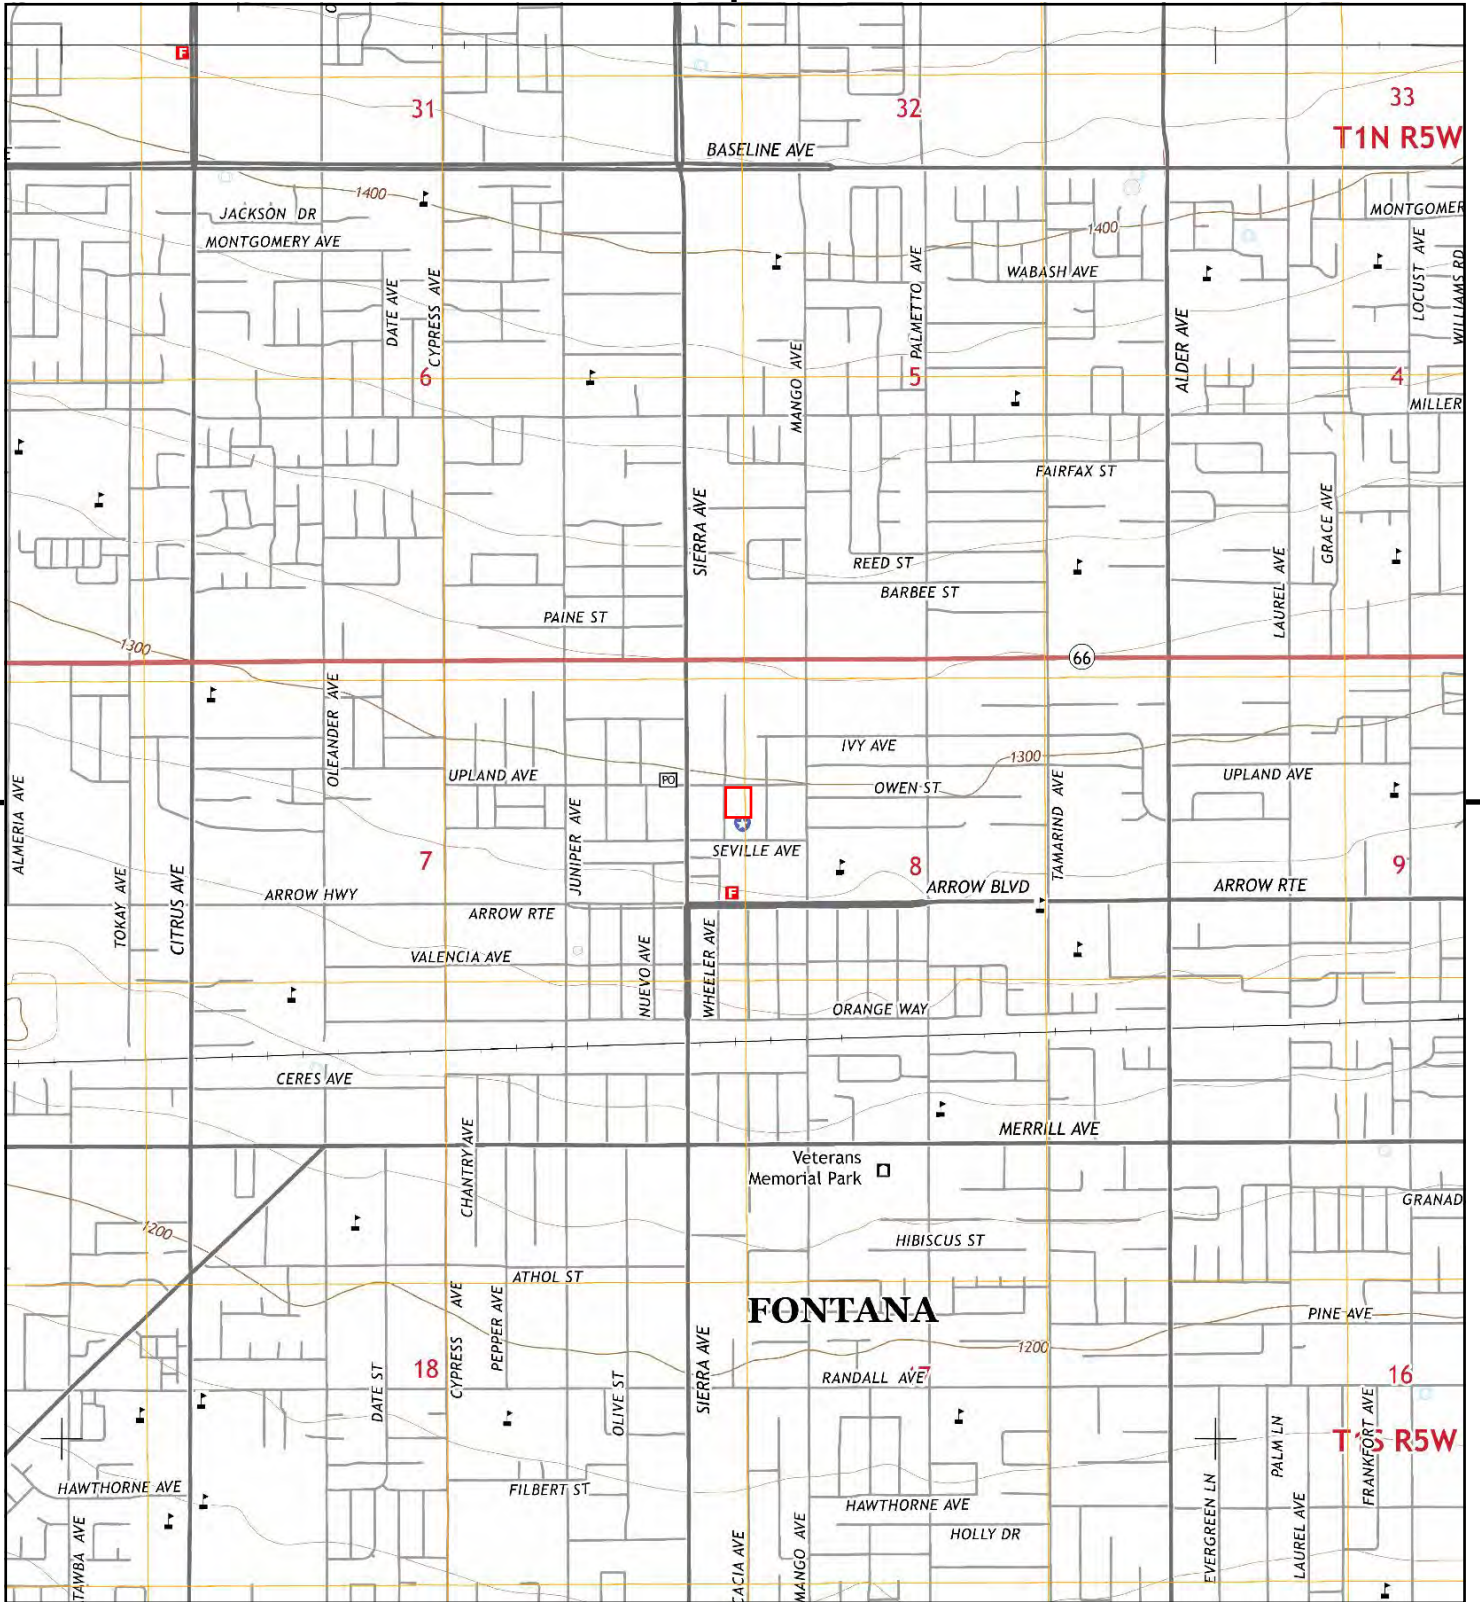 F
31
32
33
T1N R5W
BASELINE AVE
1400
JACKSON DR
MONTGOMERY AVE
MONTGOMER
1400
WABASH AVE
DATE AVE
CYPRESS AVE
PALMETTO AVE
LOCUST AVE
WILLIAMS RD
ALDER AVE
MANGO AVE
6
5
4
MILLER
FAIRFAX ST
SIERRA AVE
GRACE AVE
LAUREL AVE
REED ST
BARBEE ST
PAINE ST
1300
66
OLEANDER AVE
IVY AVE
1300
UPLAND AVE
PO
OWEN ST
UPLAND AVE
ALMERIA AVE
JUNIPER AVE
TAMARIND AVE
SEVILLE AVE
7
8
9
TOKAY AVE
CITRUS AVE
ARROW HWY
F
ARROW BLVD
ARROW RTE
ARROW RTE
VALENCIA AVE
NUEVO AVE
WHEELER AVE
ORANGE WAY
CERES AVE
CHANTRY AVE
MERRILL AVE
Veterans
Memorial Park
GRANAD
1200
HIBISCUS ST
ATHOL ST
CYPRESS AVE
PEPPER AVE
FONTANA
PINE AVE
SIERRA AVE
1200
18
DATE ST
OLIVE ST
RANDALL AVE
17
16
T1S R5W
FRANKFORT AVE
PALM LN
HAWTHORNE AVE
FILBERT ST
HAWTHORNE AVE
HOLLY DR
EVERGREEN LN
LAUREL AVE
TAWBA AVE
CACIA AVE
MANGO AVE